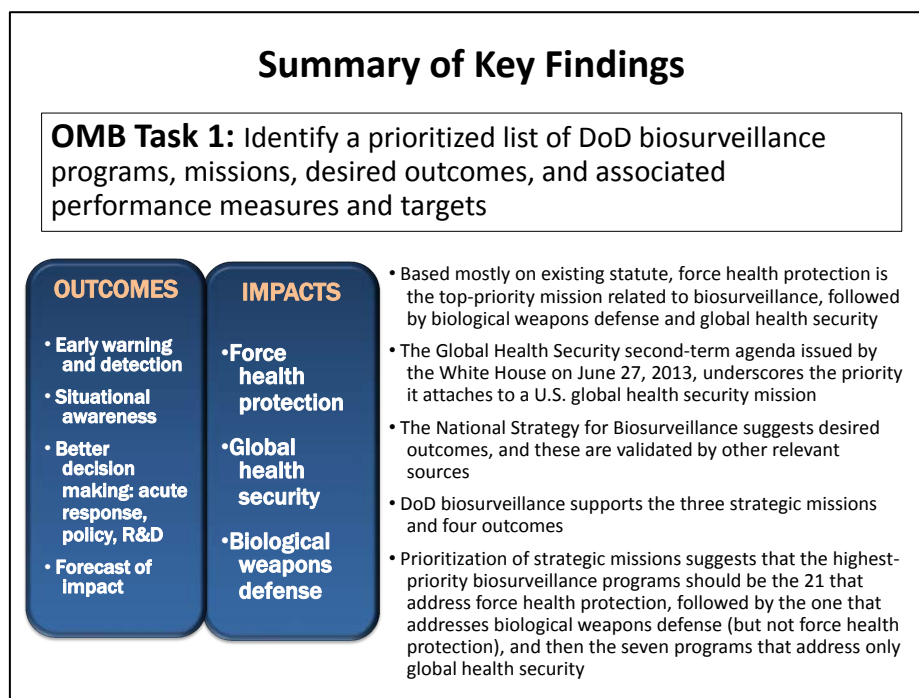 Summary of Key Findings
OMB Task 1: Identify a prioritized list of DoD biosurveillance
programs, missions, desired outcomes, and associated
performance measures and targets
OUTCOMES
• Early warning
and detection
• Situational
awareness
• Better
decision
making: acute
response,
policy, R&D
• Forecast of
impact
IMPACTS
•Force
health
protection
•Global
health
security
•Biological
weapons
defense
• Based mostly on existing statute, force health protection is
the top-priority mission related to biosurveillance, followed
by biological weapons defense and global health security
• The Global Health Security second-term agenda issued by
the White House on June 27, 2013, underscores the priority
it attaches to a U.S. global health security mission
• The National Strategy for Biosurveillance suggests desired
outcomes, and these are validated by other relevant
sources
• DoD biosurveillance supports the three strategic missions
and four outcomes
• Prioritization of strategic missions suggests that the highest-
priority biosurveillance programs should be the 21 that
address force health protection, followed by the one that
addresses biological weapons defense (but not force health
protection), and then the seven programs that address only
global health security